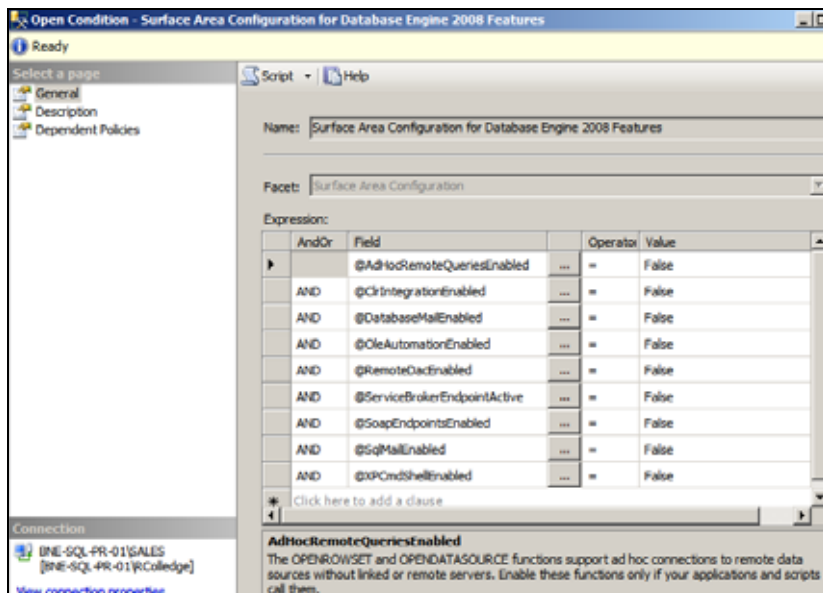 Open Condition - Surface Area Configuration for Database Engine 2008 Features
Ready
Select a page
General
Description
Dependent Policies
Script
Help
Name: Surface Area Configuration for Database Engine 2008 Features
Facet: Surface Area Configuration
Expression:
AndOr Field Operator Value
@AdHocRemoteQueriesEnabled ... = False
AND @ClrIntegrationEnabled ... = False
AND @DatabaseMailEnabled ... = False
AND @OleAutomationEnabled ... = False
AND @RemoteDacEnabled ... = False
AND @ServiceBrokerEndpointActive ... = False
AND @SoapEndpointsEnabled ... = False
AND @SqlMailEnabled ... = False
AND @XPCmdShellEnabled ... = False
Click here to add a clause
Connection
BNE-SQL-PR-01\SALES
[BNE-SQL-PR-01\RColledge]
View connection properties
AdHocRemoteQueriesEnabled
The OPENROWSET and OPENDATASOURCE functions support ad hoc connections to remote data
sources without linked or remote servers. Enable these functions only if your applications and scripts
call them.